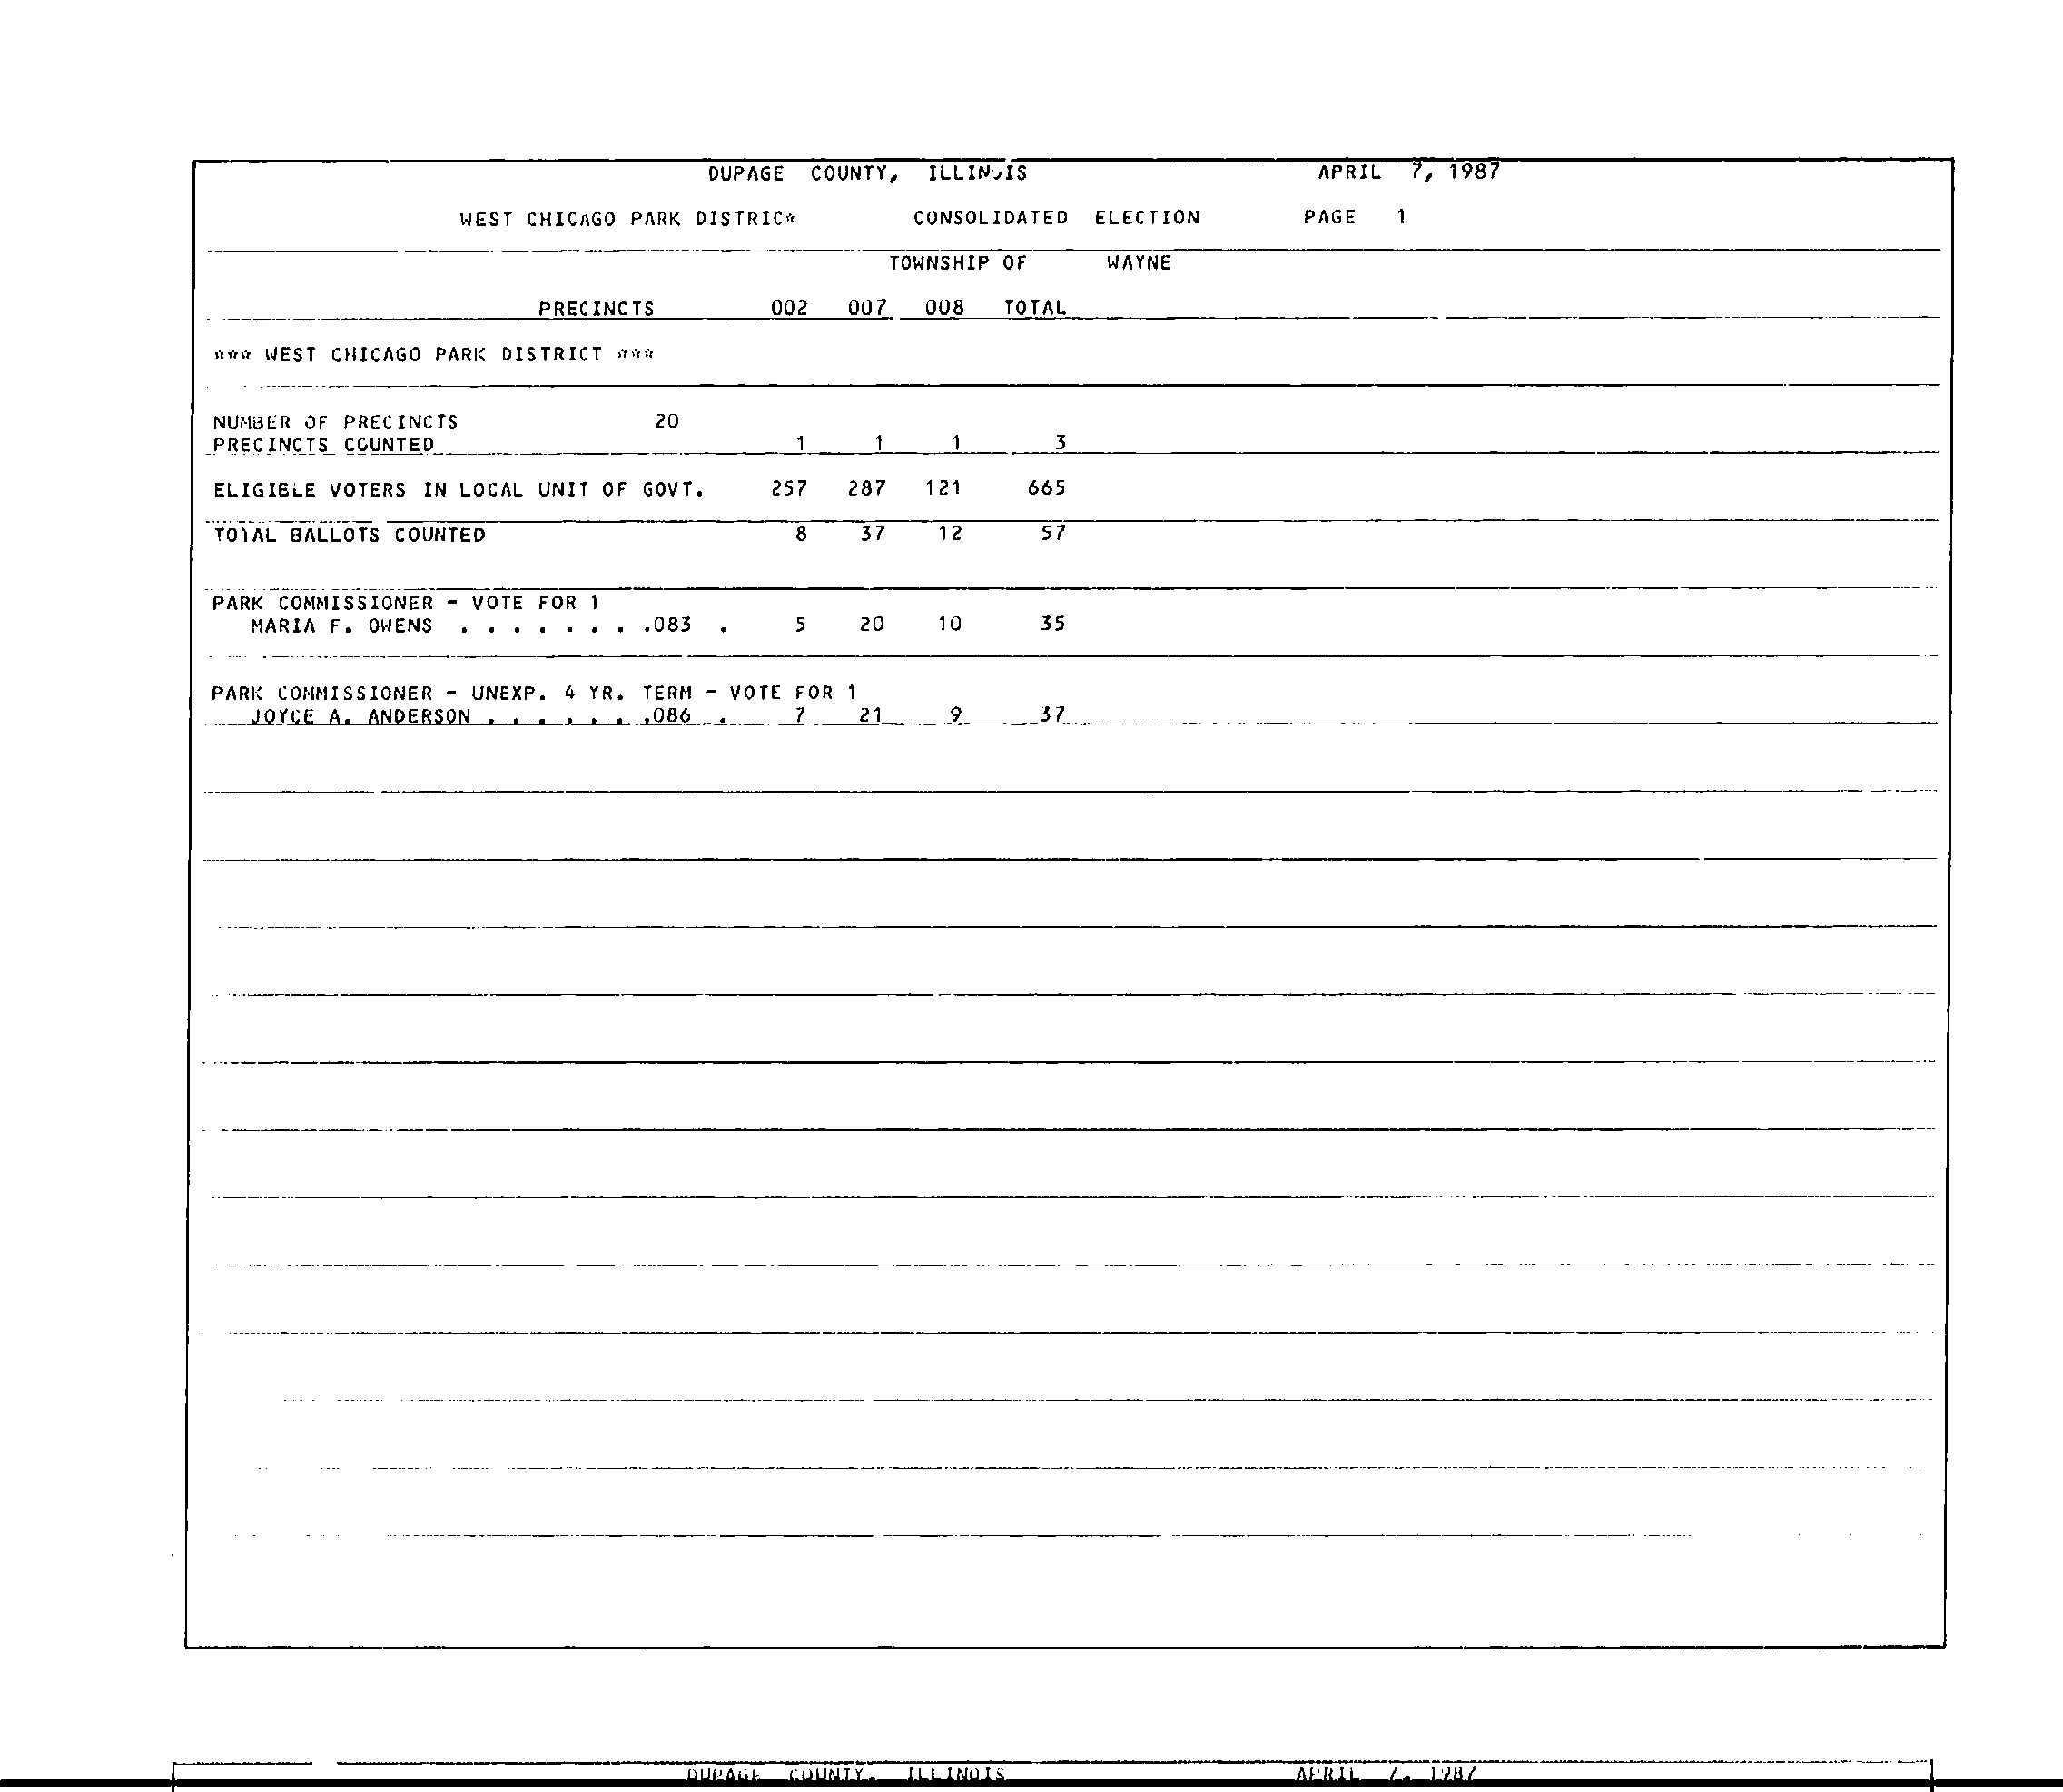 DUPAGE COUNTY, ILLINOIS APRIL 7, 1987
WEST CHICAGO PARK DISTRIC* CONSOLIDATED ELECTION PAGE 1
TOWNSHIP OF WAYNE
PRECINCTS 002 007 008 TOTAL
*** WEST CHICAGO PARK DISTRICT ***
NUMBER OF PRECINCTS 20
PRECINCTS COUNTED 1 1 1 3
ELIGIBLE VOTERS IN LOCAL UNIT OF GOVT. 257 287 121 665
TOTAL BALLOTS COUNTED 8 37 12 57
PARK COMMISSIONER - VOTE FOR 1
MARIA F. OWENS . . . . . . . .083 . 5 20 10 35
PARK COMMISSIONER - UNEXP. 4 YR. TERM - VOTE FOR 1
JOYCE A. ANDERSON . . . . . . .086 . 7 21 9 37
DUPAGE COUNTY, ILLINOIS APRIL 7, 1987